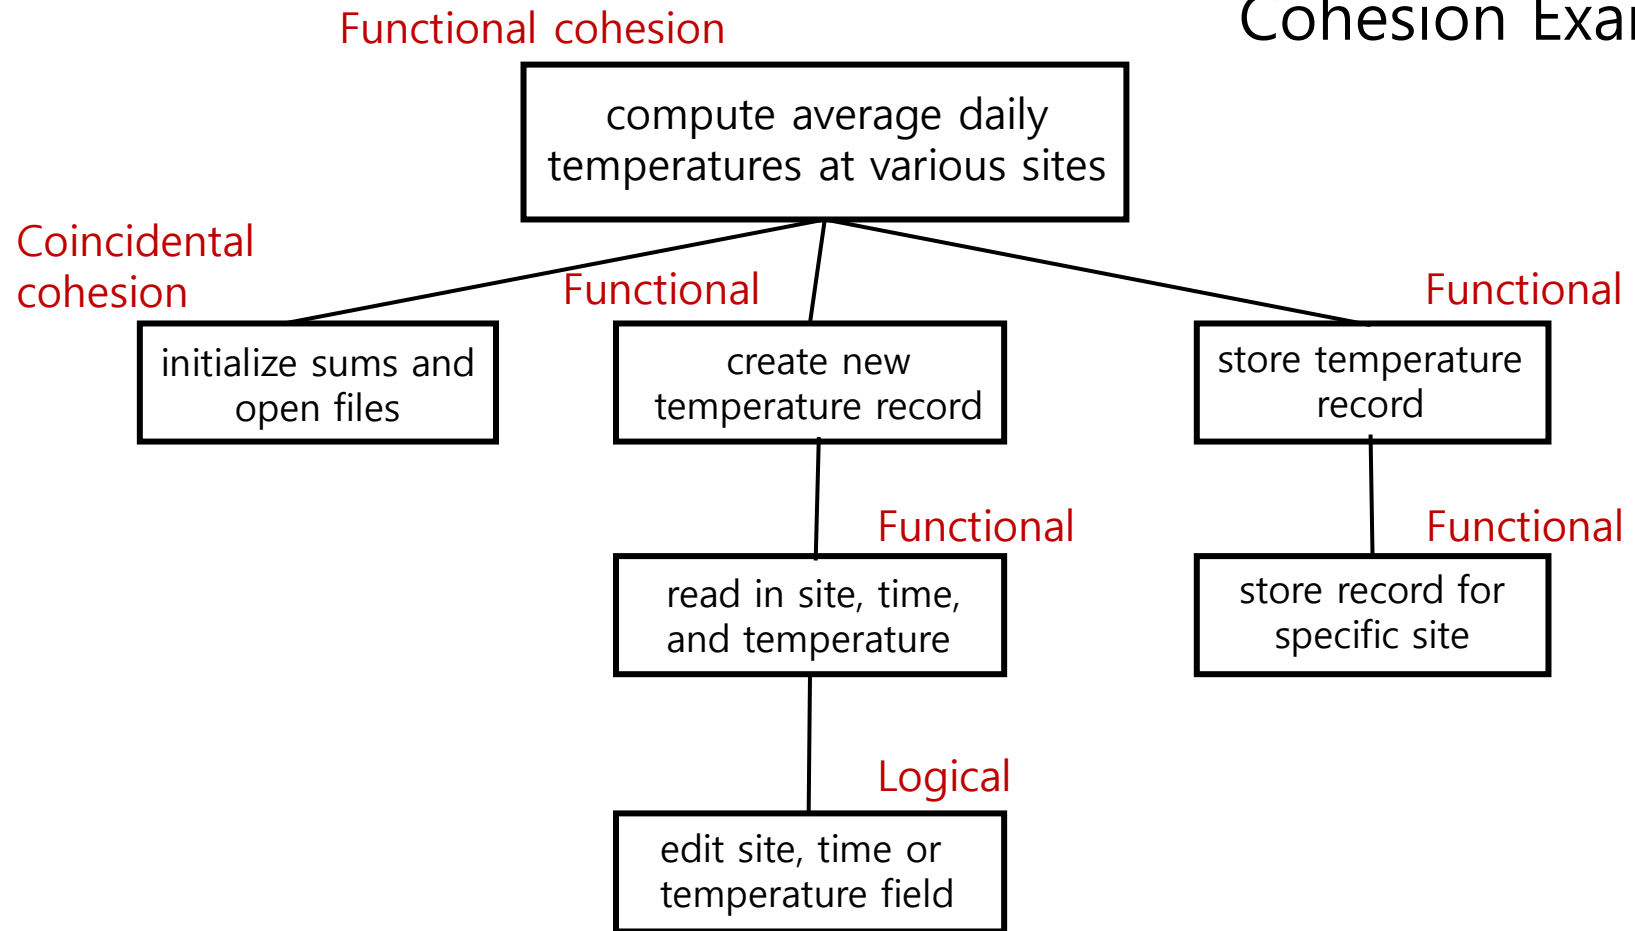 Cohesion Exa
Functional cohesion
compute average daily
temperatures at various sites
Coincidental
cohesion
Functional
Functional
initialize sums and
open files
create new
temperature record
store temperature
record
Functional
Functional
read in site, time,
and temperature
store record for
specific site
Logical
edit site, time or
temperature field